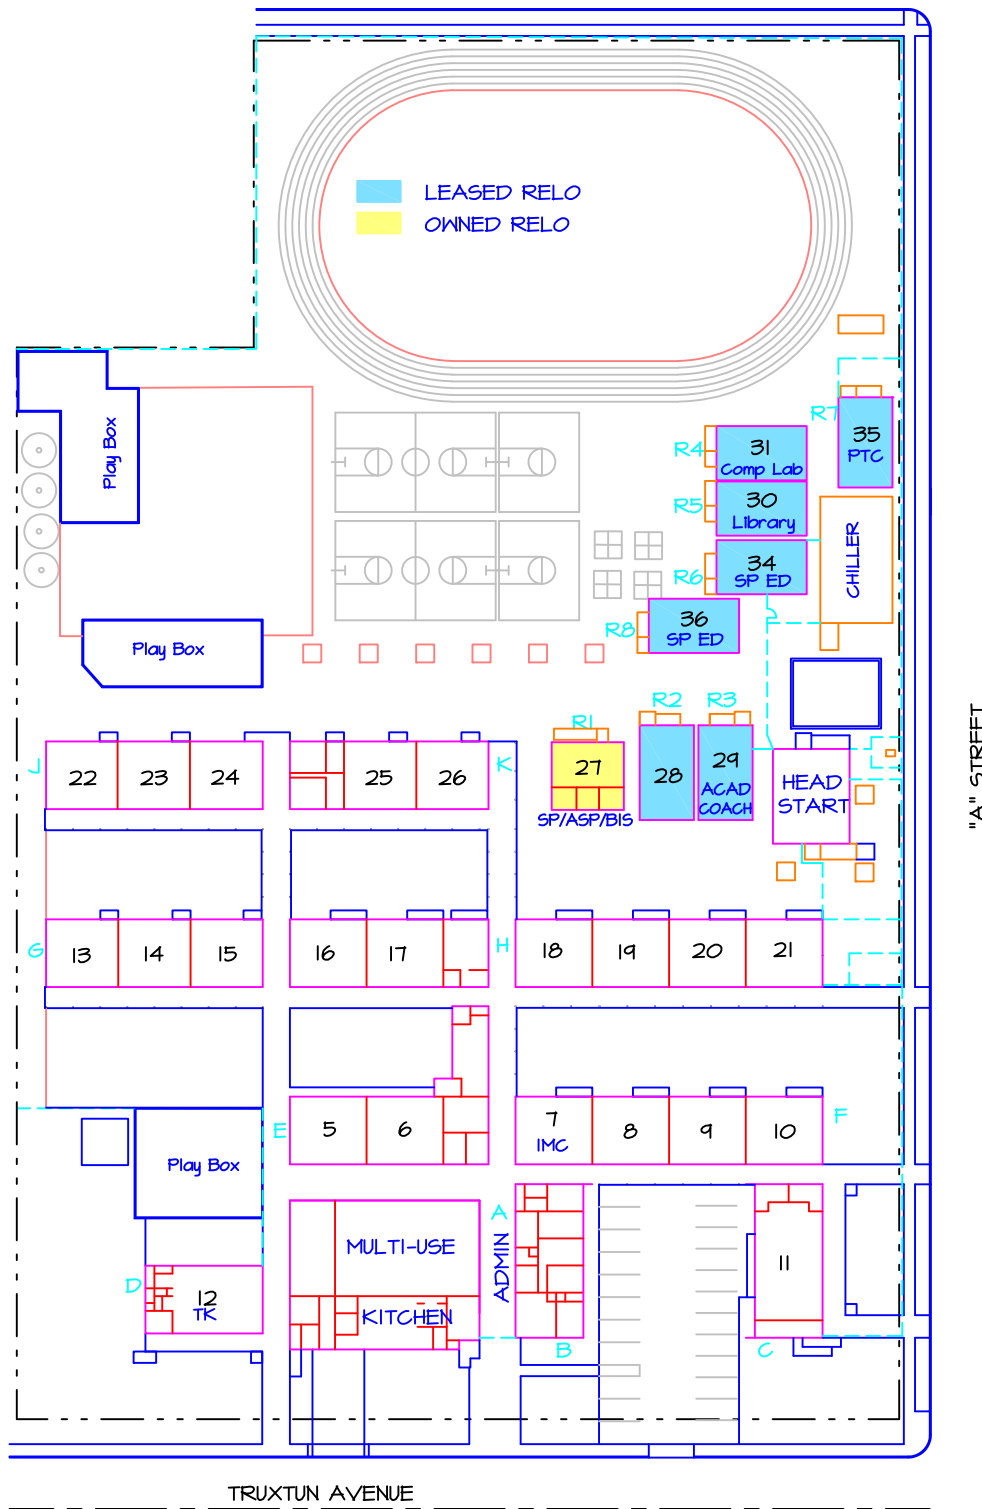 LEASED RELO
OWNED RELO
R7
35
PTC
Play Box
R4
31
Comp Lab
R5
30
Library
CHILLER
R6
34
SP ED
R8
36
SP ED
Play Box
R1
R2
R3
"A" STREET
J
22
23
24
25
26
K
27
SP/ASP/BIS
28
29
ACAD
COACH
HEAD
START
G
13
14
15
16
17
H
18
19
20
21
E
5
6
7
IMC
8
9
10
F
Play Box
A
MULTI-USE
ADMIN
11
D
12
TK
KITCHEN
B
C
TRUXTUN AVENUE